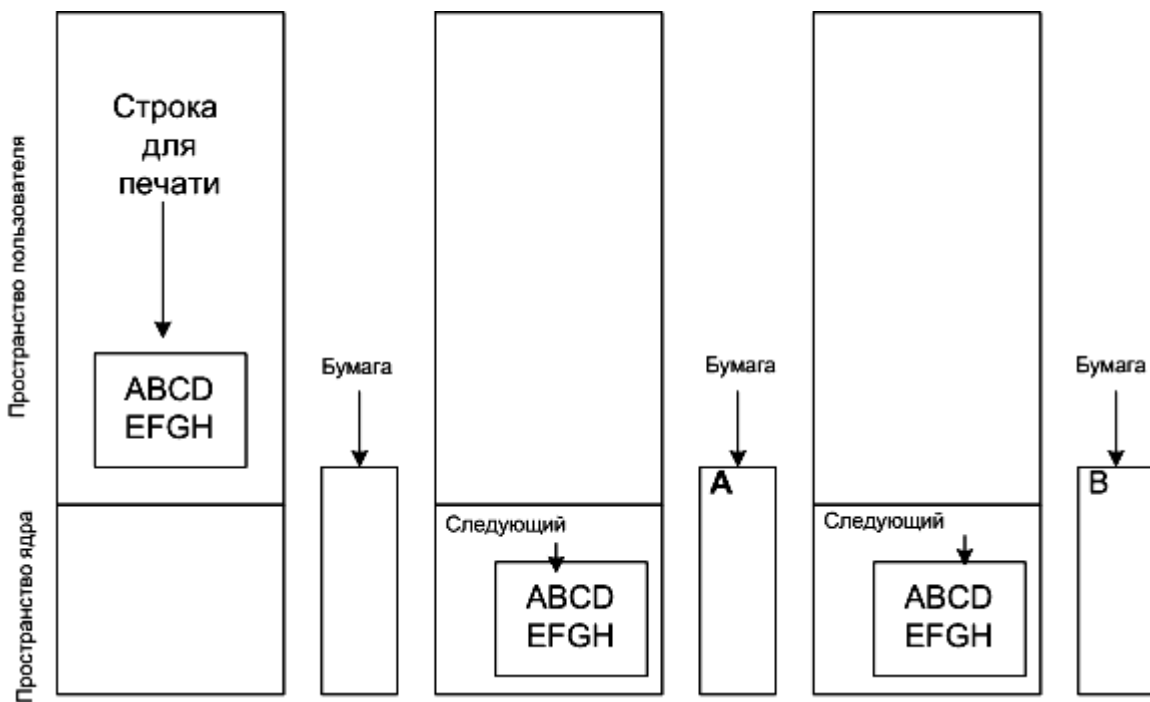 Пространство пользователя
Пространство ядра
Строка
для
печати
ABCD
EFGH
Бумага
Следующий
ABCD
EFGH
Бумага
A
Следующий
ABCD
EFGH
Бумага
B